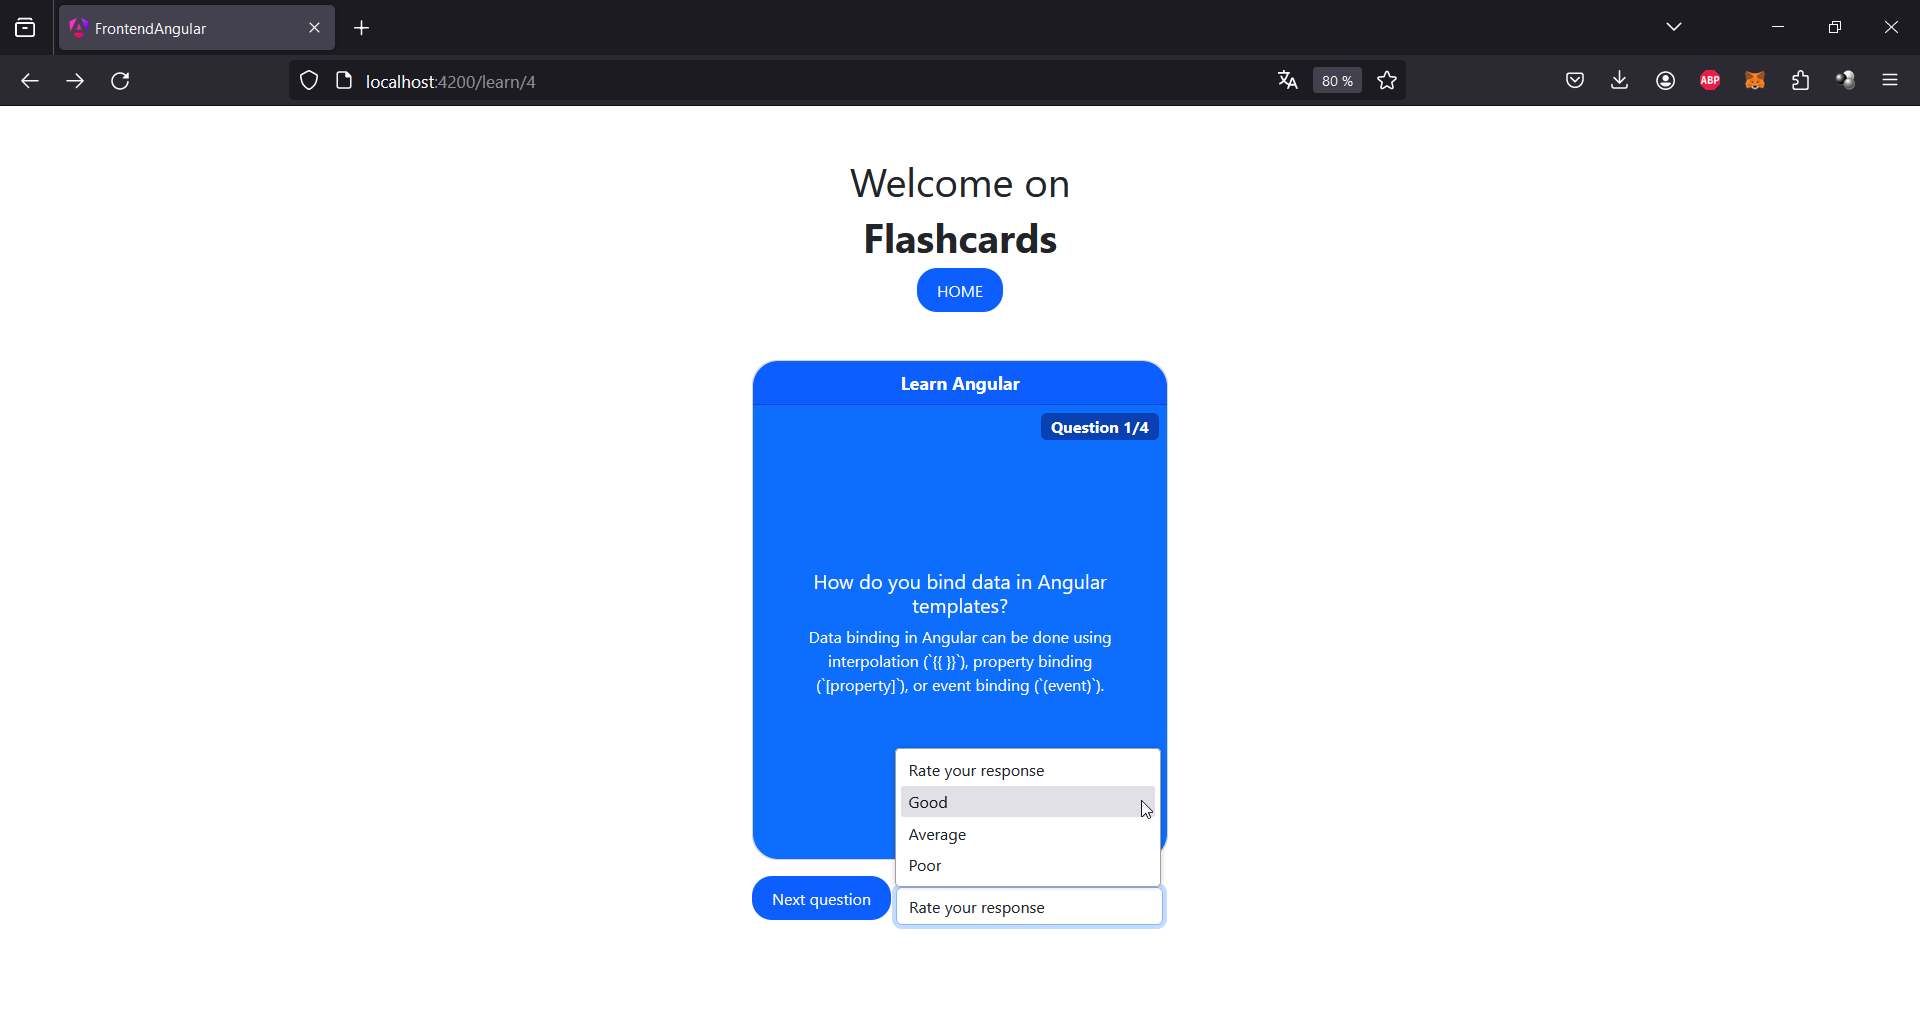 FrontendAngular
localhost:4200/learn/4
80 %
ABP
Welcome on
Flashcards
HOME
Learn Angular
Question 1/4
How do you bind data in Angular
templates?
Data binding in Angular can be done using
interpolation (`{{ }}`), property binding
(`[property]`), or event binding (`(event)`).
Rate your response
Good
Average
Poor
Next question
Rate your response